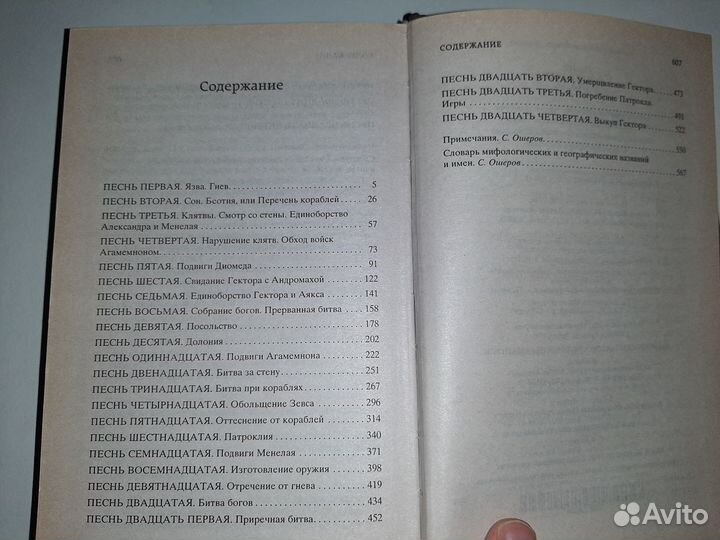 Содержание
ПЕСНЬ ПЕРВАЯ. Язва. Гнев. 5
ПЕСНЬ ВТОРАЯ. Сон. Беотия, или Перечень кораблей 26
ПЕСНЬ ТРЕТЬЯ. Клятвы. Смотр со стены. Единоборство
Александра и Менелая 57
ПЕСНЬ ЧЕТВЕРТАЯ. Нарушение клятв. Обход войск
Агамемноном. 73
ПЕСНЬ ПЯТАЯ. Подвиги Диомеда 91
ПЕСНЬ ШЕСТАЯ. Свидание Гектора с Андромахой 122
ПЕСНЬ СЕДЬМАЯ. Единоборство Гектора и Аякса 141
ПЕСНЬ ВОСЬМАЯ. Собрание богов. Прерванная битва 158
ПЕСНЬ ДЕВЯТАЯ. Посольство 178
ПЕСНЬ ДЕСЯТАЯ. Долония 202
ПЕСНЬ ОДИННАДЦАТАЯ. Подвиги Агамемнона 222
ПЕСНЬ ДВЕНАДЦАТАЯ. Битва за стену 251
ПЕСНЬ ТРИНАДЦАТАЯ. Битва при кораблях 267
ПЕСНЬ ЧЕТЫРНАДЦАТАЯ. Обольщение Зевса 296
ПЕСНЬ ПЯТНАДЦАТАЯ. Оттеснение от кораблей 314
ПЕСНЬ ШЕСТНАДЦАТАЯ. Патроклия 340
ПЕСНЬ СЕМНАДЦАТАЯ. Подвиги Менелая 371
ПЕСНЬ ВОСЕМНАДЦАТАЯ. Изготовление оружия 398
ПЕСНЬ ДЕВЯТНАДЦАТАЯ. Отречение от гнева 419
ПЕСНЬ ДВАДЦАТАЯ. Битва богов 434
ПЕСНЬ ДВАДЦАТЬ ПЕРВАЯ. Приречная битва. 452
СОДЕРЖАНИЕ 607
ПЕСНЬ ДВАДЦАТЬ ВТОРАЯ. Умерщвление Гектора. 473
ПЕСНЬ ДВАДЦАТЬ ТРЕТЬЯ. Погребение Патрокла.
Игры 491
ПЕСНЬ ДВАДЦАТЬ ЧЕТВЕРТАЯ. Выкуп Гектора 522
Примечания. С. Ошеров. 550
Словарь мифологических и географических названий
и имен. С. Ошеров 567
Avito